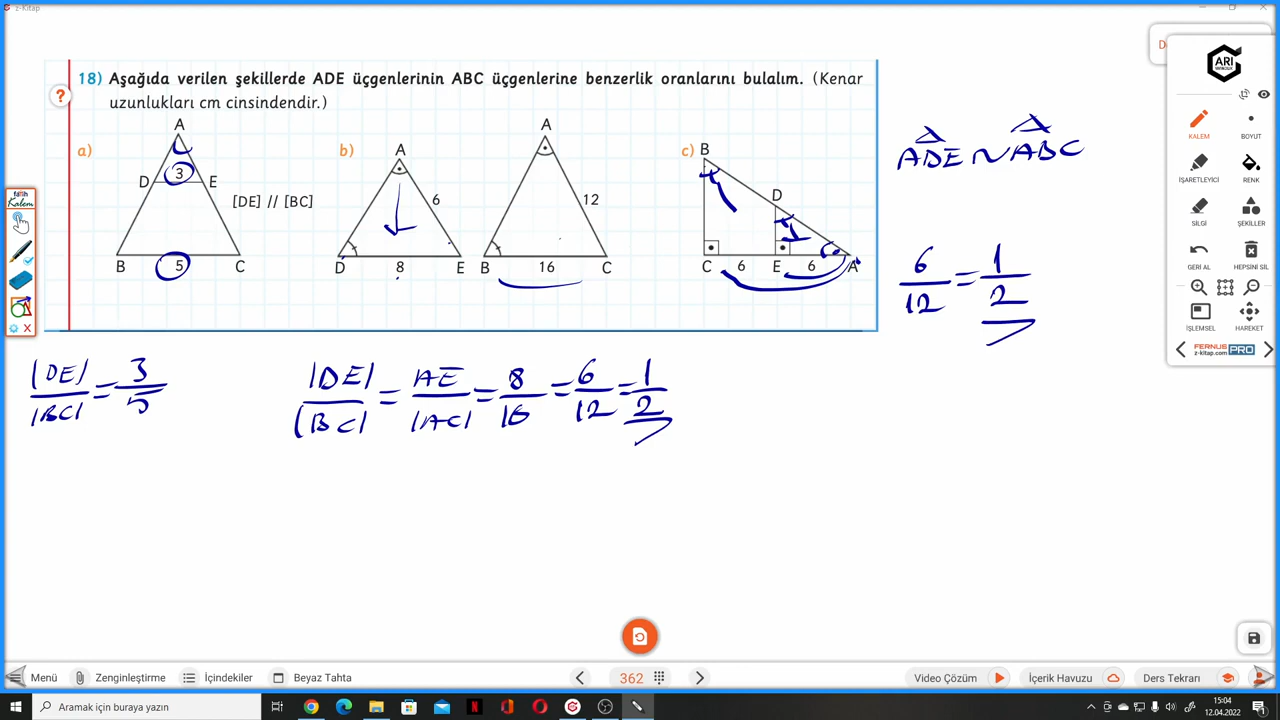 z-Kitap
18) Aşağıda verilen şekillerde ADE üçgenlerinin ABC üçgenlerine benzerlik oranlarını bulalım. (Kenar
uzunlukları cm cinsindendir.)
?
a)
A
3
D
E
[DE] // [BC]
B
5
C
b)
A
6
D
8
E
A
12
B
16
C
c)
B
D
C
6
E
6
A
ADE ~ ABC
6/12 = 1/2
|DE|/|BC| = 3/5
|DE|/|BC| = AE/|AC| = 8/16 = 6/12 = 1/2
fatih
Kalem
ARI
KALEM
BOYUT
İŞARETLEYİCİ
RENK
SİLGİ
ŞEKİLLER
GERİ AL
HEPSİNİ SİL
İŞLEMSEL
HAREKET
FERNUS
z-kitap.com PRO
Menü
Zenginleştirme
İçindekiler
Beyaz Tahta
362
Video Çözüm
İçerik Havuzu
Ders Tekrarı
Aramak için buraya yazın
15:04
12.04.2022